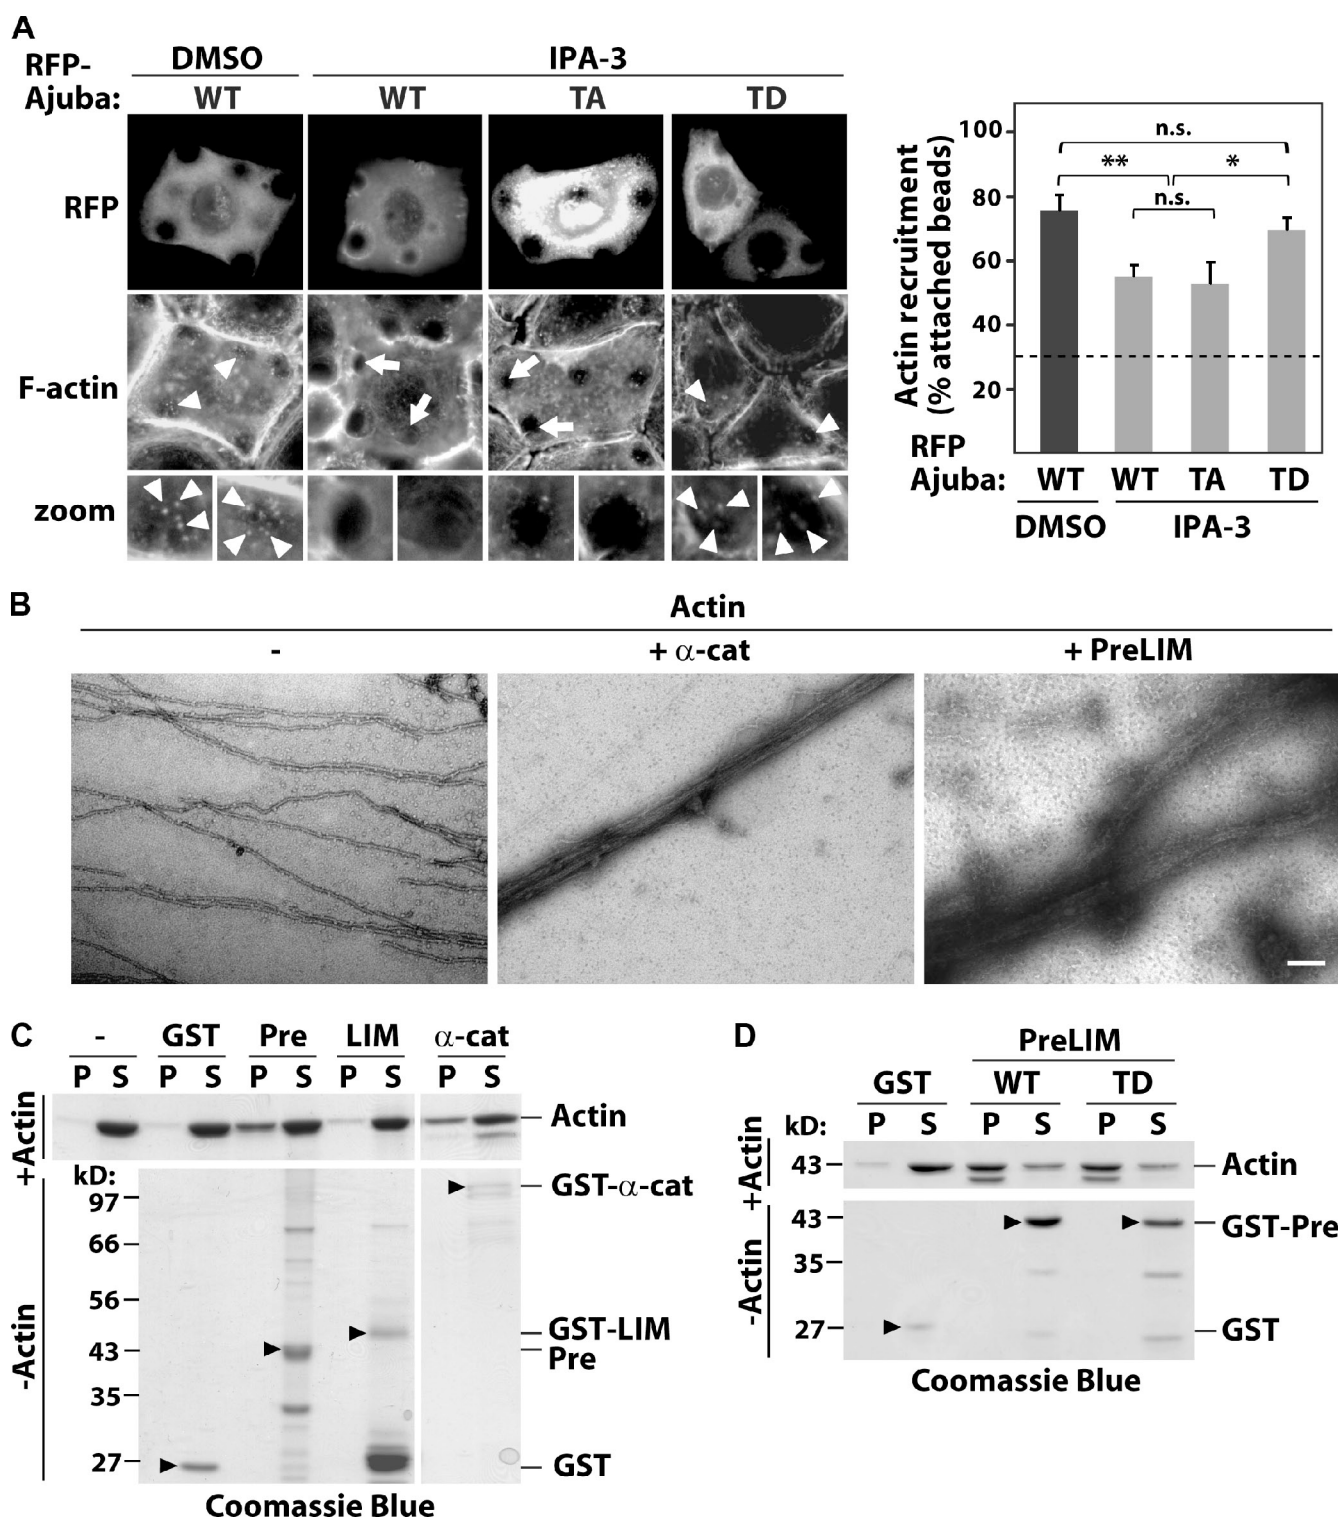 A
RFP-
Ajuba:
DMSO
IPA-3
WT
WT
TA
TD
RFP
F-actin
zoom
Actin recruitment
(% attached beads)
100
80
60
40
20
n.s.
**
*
n.s.
RFP
Ajuba:
WT
WT
TA
TD
DMSO
IPA-3
B
Actin
-
+ α-cat
+ PreLIM
C
-
GST
Pre
LIM
α-cat
P S P S P S P S P S
+Actin
Actin
-Actin
kD:
97
66
56
43
35
27
GST-α-cat
GST-LIM
Pre
GST
Coomassie Blue
D
PreLIM
GST
WT
TD
kD:
P S P S P S
+Actin
43
Actin
-Actin
43
35
27
GST-Pre
GST
Coomassie Blue